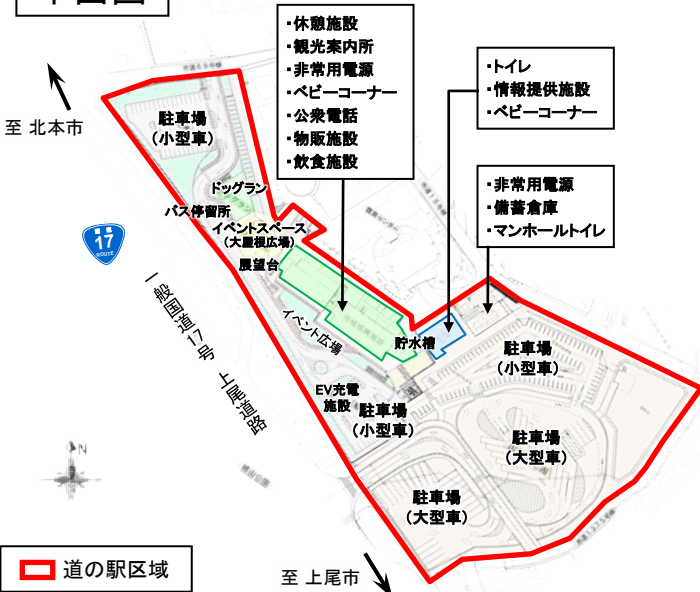 平面図
・休憩施設
・観光案内所
・非常用電源
・ベビーコーナー
・公衆電話
・物販施設
・飲食施設
・トイレ
・情報提供施設
・ベビーコーナー
・非常用電源
・備蓄倉庫
・マンホールトイレ
至 北本市
駐車場
(小型車)
ドッグラン
バス停留所
イベントスペース
(大屋根広場)
展望台
17
ROUTE
一般国道17号 上尾道路
イベント広場
貯水槽
駐車場
(小型車)
EV充電
施設
駐車場
(小型車)
駐車場
(大型車)
駐車場
(大型車)
N
城山公園
道の駅区域
至 上尾市